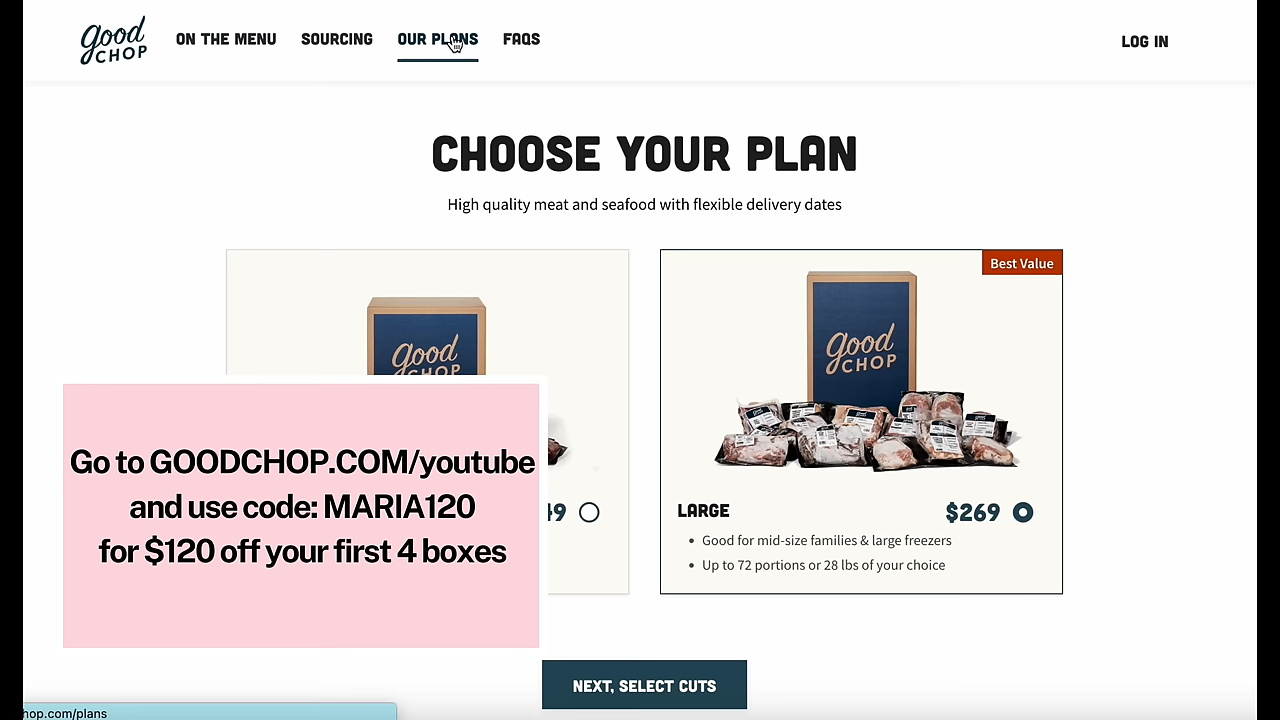 good CHOP
ON THE MENU SOURCING OUR PLANS FAQS
LOG IN
CHOOSE YOUR PLAN
High quality meat and seafood with flexible delivery dates
Best Value
good CHOP
good CHOP
Go to GOODCHOP.COM/youtube
and use code: MARIA120
for $120 off your first 4 boxes
LARGE $269
• Good for mid-size families & large freezers
• Up to 72 portions or 28 lbs of your choice
NEXT, SELECT CUTS
hop.com/plans